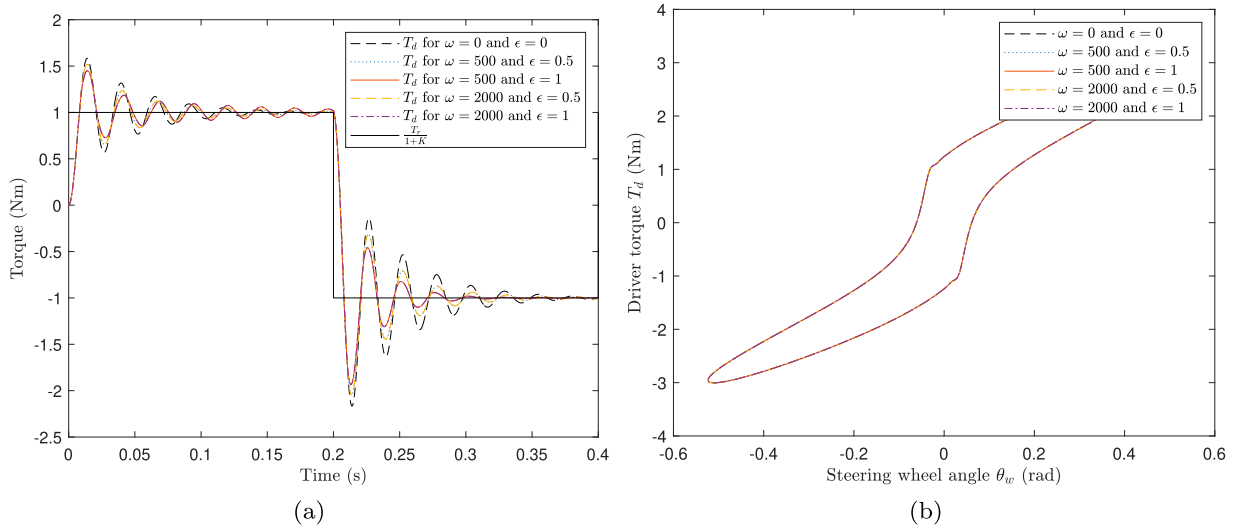 2
1.5
1
0.5
0
-0.5
-1
-1.5
-2
-2.5
0
0.05
0.1
0.15
0.2
0.25
0.3
0.35
0.4
Torque (Nm)
Time (s)
T_d for ω = 0 and ϵ = 0
T_d for ω = 500 and ϵ = 0.5
T_d for ω = 500 and ϵ = 1
T_d for ω = 2000 and ϵ = 0.5
T_d for ω = 2000 and ϵ = 1
T_r/(1+K)
(a)
4
3
2
1
0
-1
-2
-3
-4
-0.6
-0.4
-0.2
0
0.2
0.4
0.6
Driver torque T_d (Nm)
Steering wheel angle θ_w (rad)
ω = 0 and ϵ = 0
ω = 500 and ϵ = 0.5
ω = 500 and ϵ = 1
ω = 2000 and ϵ = 0.5
ω = 2000 and ϵ = 1
(b)